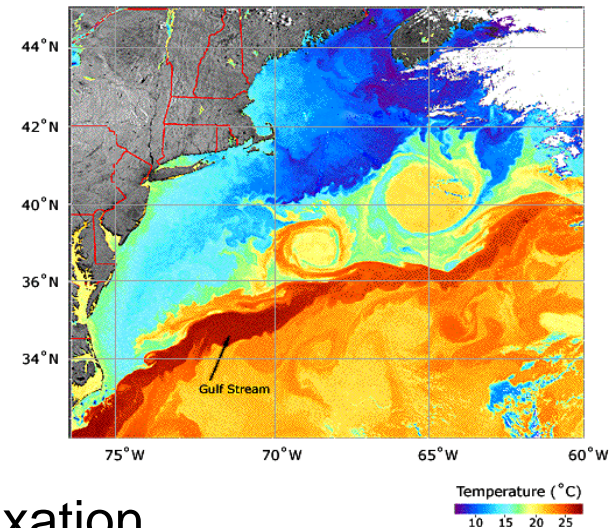 44˚N
42˚N
40˚N
36˚N
34˚N
Gulf Stream
75˚W 70˚W 65˚W 60˚W
Temperature (˚C)
10 15 20 25
xation